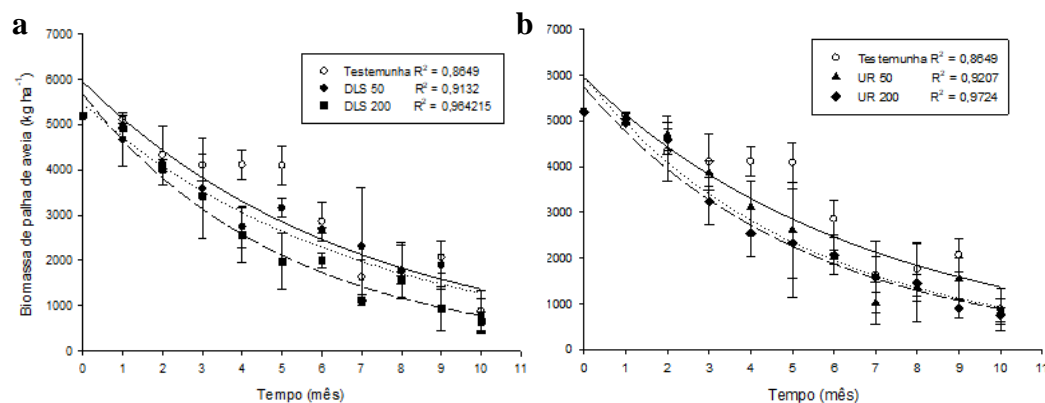 a
7000
6000
5000
4000
3000
2000
1000
0
Biomassa de palha de aveia (kg ha-1)
Testemunha R2 = 0,8649
DLS 50 R2 = 0,9132
DLS 200 R2 = 0,964215
0 1 2 3 4 5 6 7 8 9 10 11
Tempo (mês)
b
7000
6000
5000
4000
3000
2000
1000
0
Testemunha R2 = 0,8649
UR 50 R2 = 0,9207
UR 200 R2 = 0,9724
0 1 2 3 4 5 6 7 8 9 10 11
Tempo (mês)